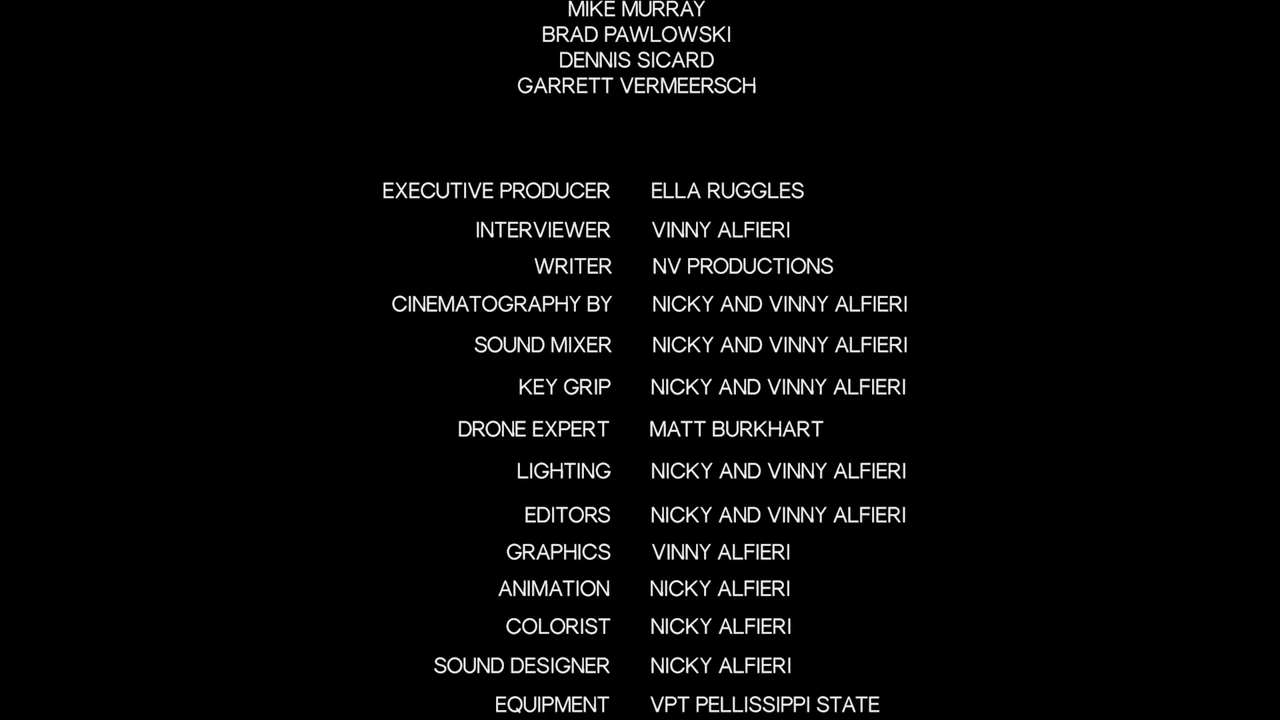 MIKE MURRAY
BRAD PAWLOWSKI
DENNIS SICARD
GARRETT VERMEERSCH
EXECUTIVE PRODUCER ELLA RUGGLES
INTERVIEWER VINNY ALFIERI
WRITER NV PRODUCTIONS
CINEMATOGRAPHY BY NICKY AND VINNY ALFIERI
SOUND MIXER NICKY AND VINNY ALFIERI
KEY GRIP NICKY AND VINNY ALFIERI
DRONE EXPERT MATT BURKHART
LIGHTING NICKY AND VINNY ALFIERI
EDITORS NICKY AND VINNY ALFIERI
GRAPHICS VINNY ALFIERI
ANIMATION NICKY ALFIERI
COLORIST NICKY ALFIERI
SOUND DESIGNER NICKY ALFIERI
EQUIPMENT VPT PELLISSIPPI STATE